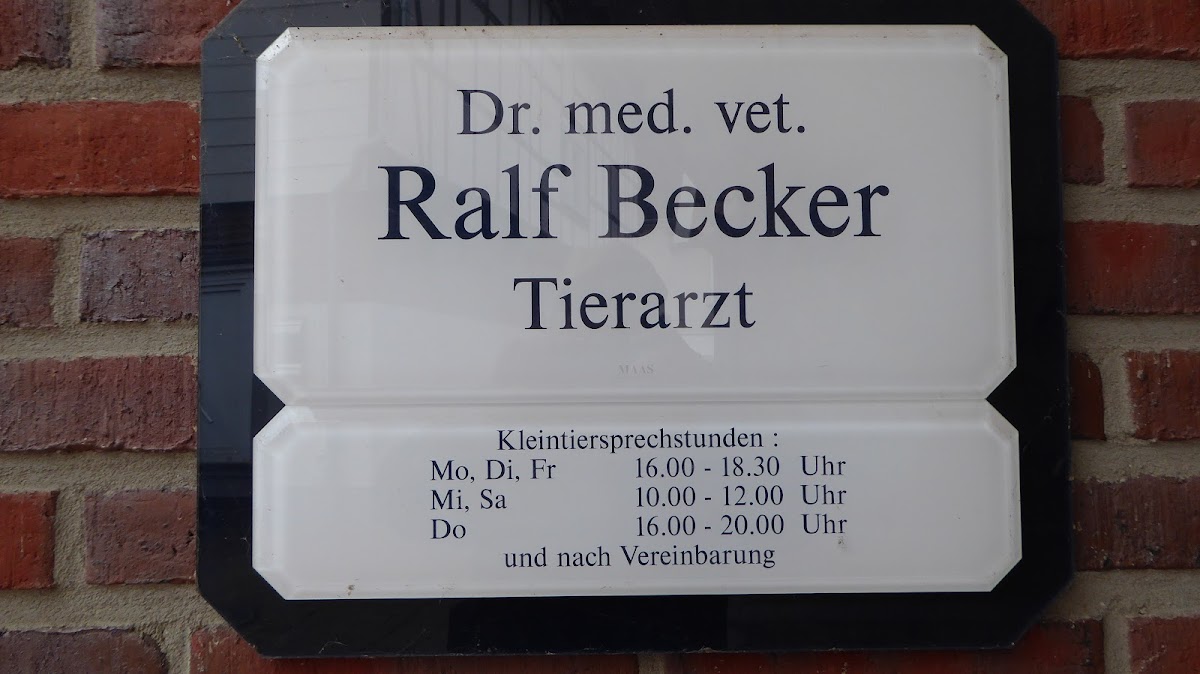 Dr. med. vet.
Ralf Becker
Tierarzt
MAAS
Kleintiersprechstunden :
Mo, Di, Fr 16.00 - 18.30 Uhr
Mi, Sa 10.00 - 12.00 Uhr
Do 16.00 - 20.00 Uhr
und nach Vereinbarung